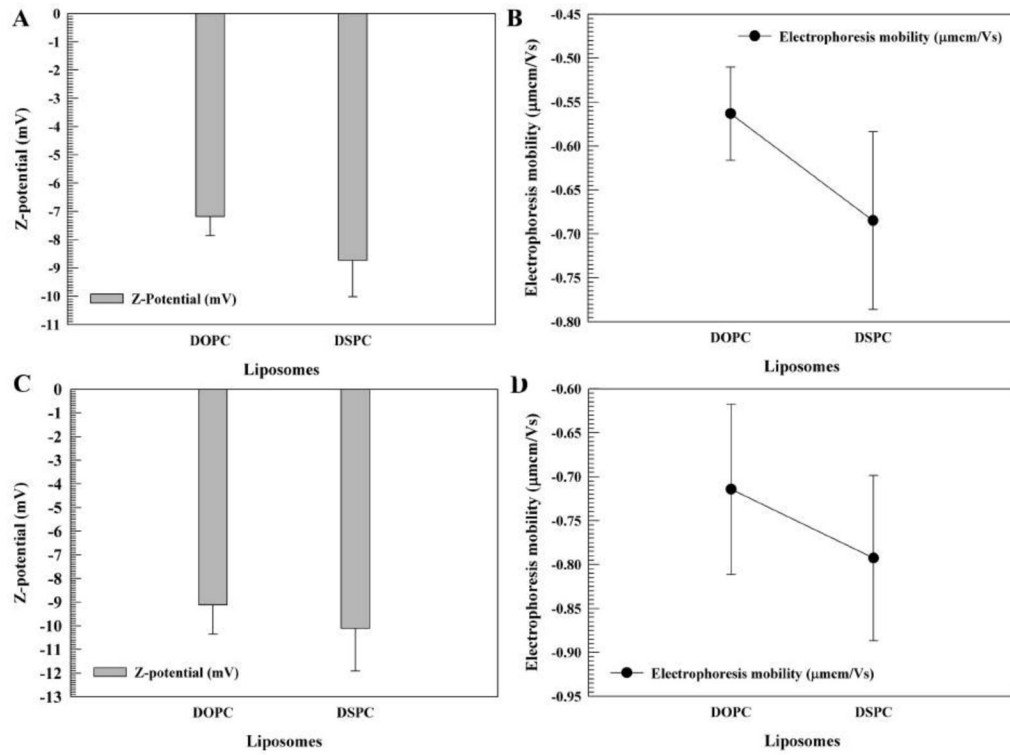 A
0
-1
-2
-3
-4
-5
-6
-7
-8
-9
-10
-11
Z-potential (mV)
Z-Potential (mV)
DOPC DSPC
Liposomes
B
-0.45
-0.50
-0.55
-0.60
-0.65
-0.70
-0.75
-0.80
Electrophoresis mobility (μmcm/Vs)
Electrophoresis mobility (μmcm/Vs)
DOPC DSPC
Liposomes
C
0
-1
-2
-3
-4
-5
-6
-7
-8
-9
-10
-11
-12
-13
Z-potential (mV)
Z-potential (mV)
DOPC DSPC
Liposomes
D
-0.60
-0.65
-0.70
-0.75
-0.80
-0.85
-0.90
-0.95
Electrophoresis mobility (μmcm/Vs)
Electrophoresis mobility (μmcm/Vs)
DOPC DSPC
Liposomes